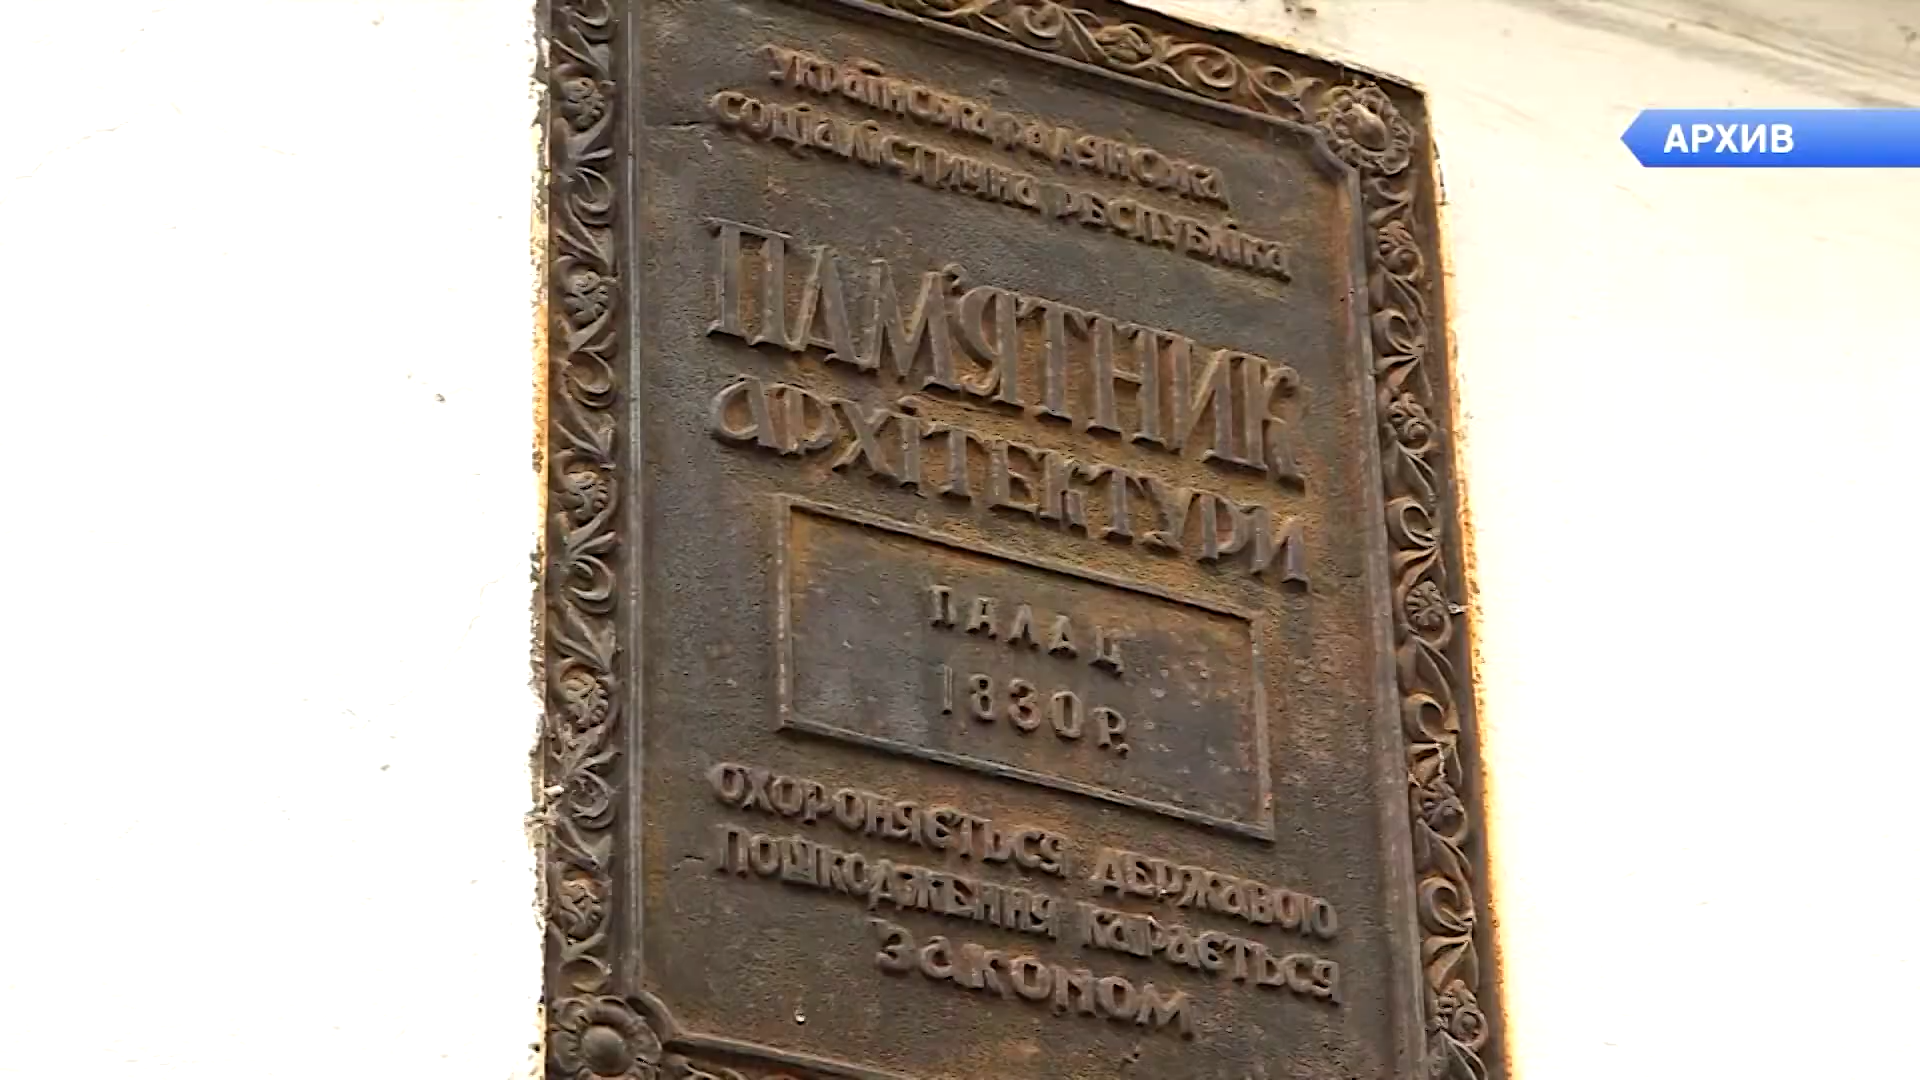 АРХИВ
українська радянська
соціалістична республіка
ПАМ'ЯТНИК
архітектури
ПАЛАЦ
1830 Р.
охороняється державою
пошкодження карається
законом